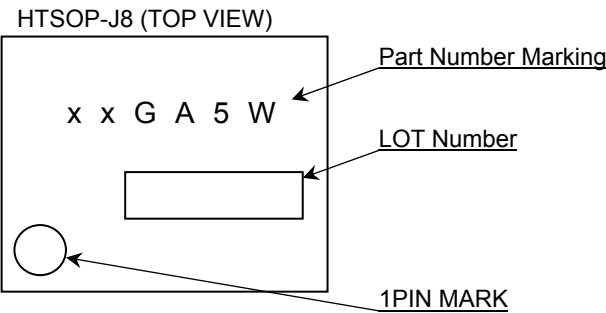 HTSOP-J8 (TOP VIEW)
Part Number Marking
x x G A 5 W
LOT Number
1PIN MARK